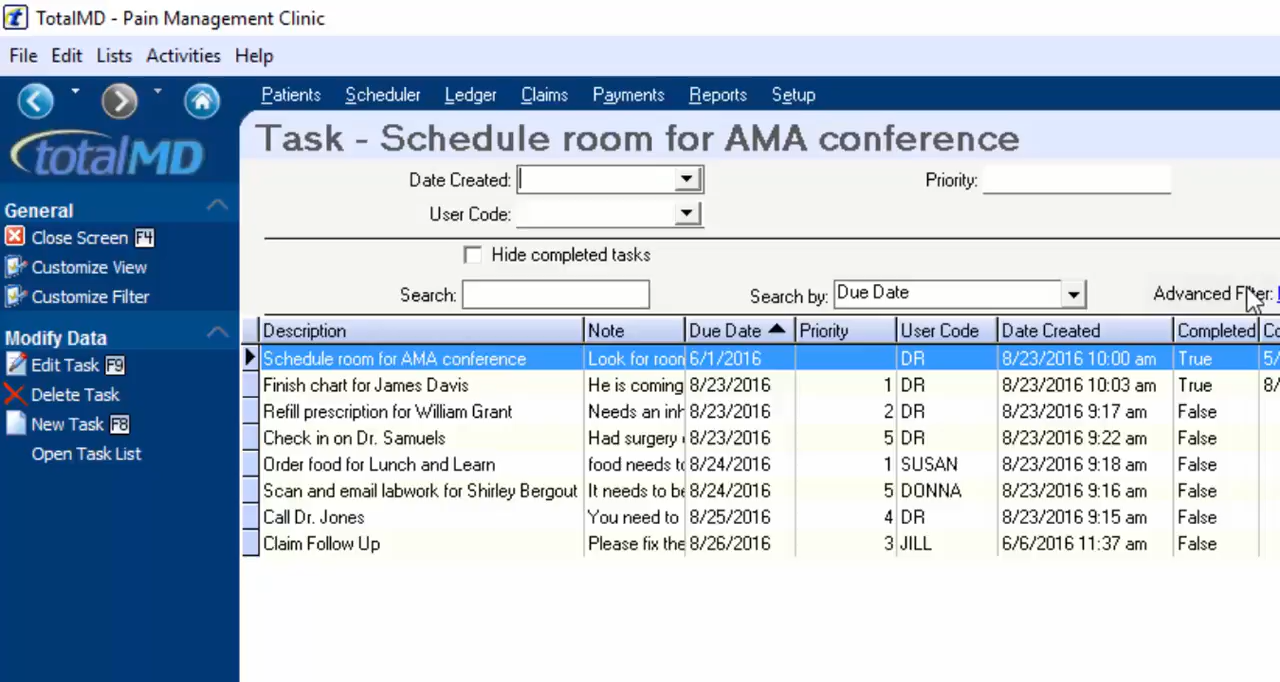 TotalMD - Pain Management Clinic
File Edit Lists Activities Help
Patients Scheduler Ledger Claims Payments Reports Setup
totalMD
Task - Schedule room for AMA conference
Date Created: Priority:
User Code:
General
Close Screen F4
Customize View
Customize Filter
Modify Data
Edit Task F9
Delete Task
New Task F8
Open Task List
Hide completed tasks
Search: Search by: Due Date Advanced Filter:
Description Note Due Date Priority User Code Date Created Completed Co
Schedule room for AMA conference Look for room 6/1/2016 DR 8/23/2016 10:00 am True 5/
Finish chart for James Davis He is coming 8/23/2016 1 DR 8/23/2016 10:03 am True 8/
Refill prescription for William Grant Needs an inh 8/23/2016 2 DR 8/23/2016 9:17 am False
Check in on Dr. Samuels Had surgery 8/23/2016 5 DR 8/23/2016 9:22 am False
Order food for Lunch and Learn food needs to 8/24/2016 1 SUSAN 8/23/2016 9:18 am False
Scan and email labwork for Shirley Bergout It needs to be 8/24/2016 5 DONNA 8/23/2016 9:16 am False
Call Dr. Jones You need to 8/25/2016 4 DR 8/23/2016 9:15 am False
Claim Follow Up Please fix the 8/26/2016 3 JILL 6/6/2016 11:37 am False